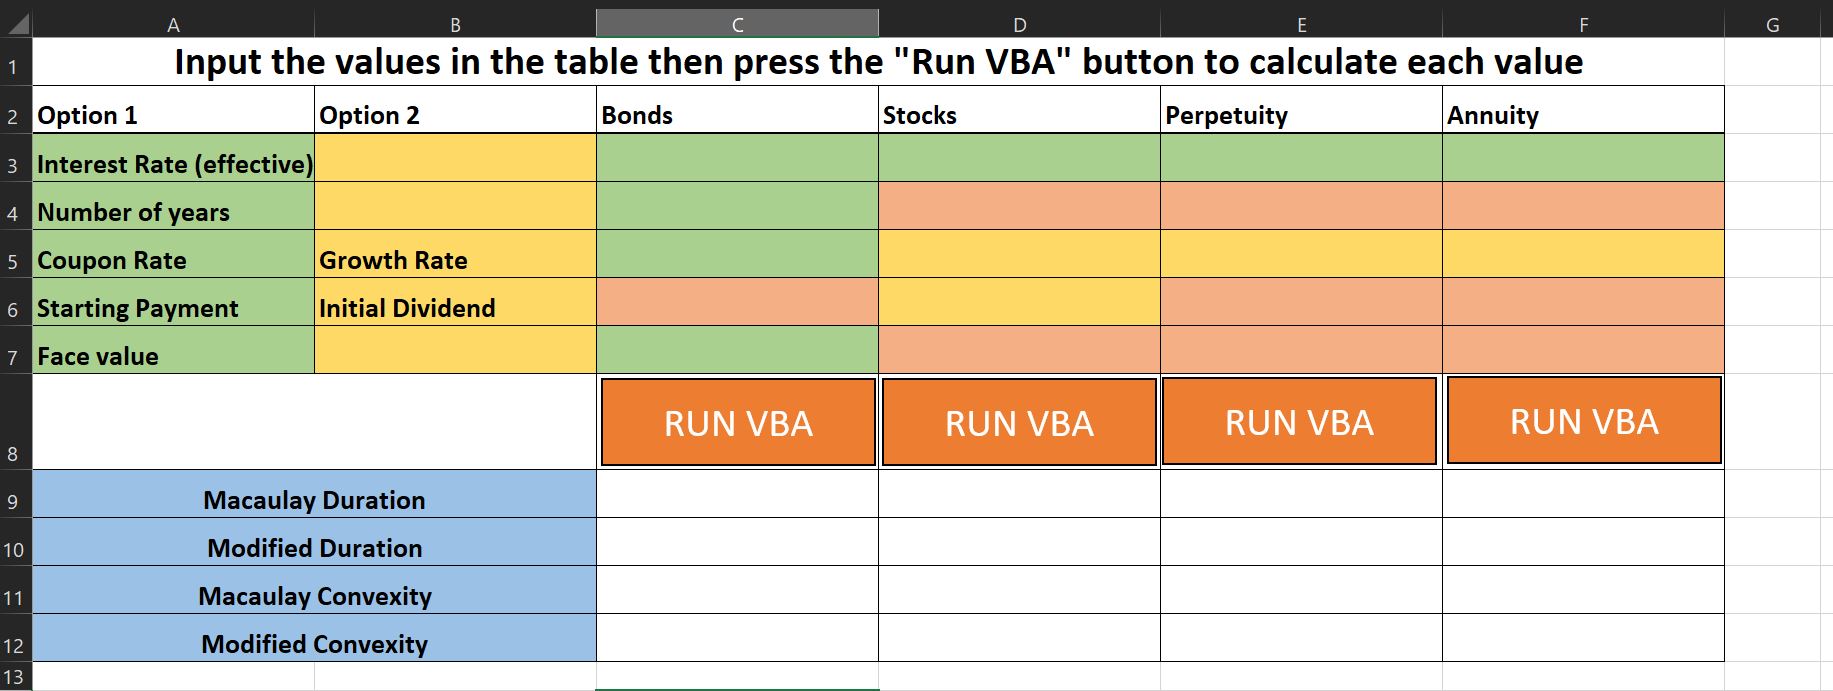 A B C D E F G
1 Input the values in the table then press the "Run VBA" button to calculate each value
2 Option 1 Option 2 Bonds Stocks Perpetuity Annuity
3 Interest Rate (effective)
4 Number of years
5 Coupon Rate Growth Rate
6 Starting Payment Initial Dividend
7 Face value
8 RUN VBA RUN VBA RUN VBA RUN VBA
9 Macaulay Duration
10 Modified Duration
11 Macaulay Convexity
12 Modified Convexity
13